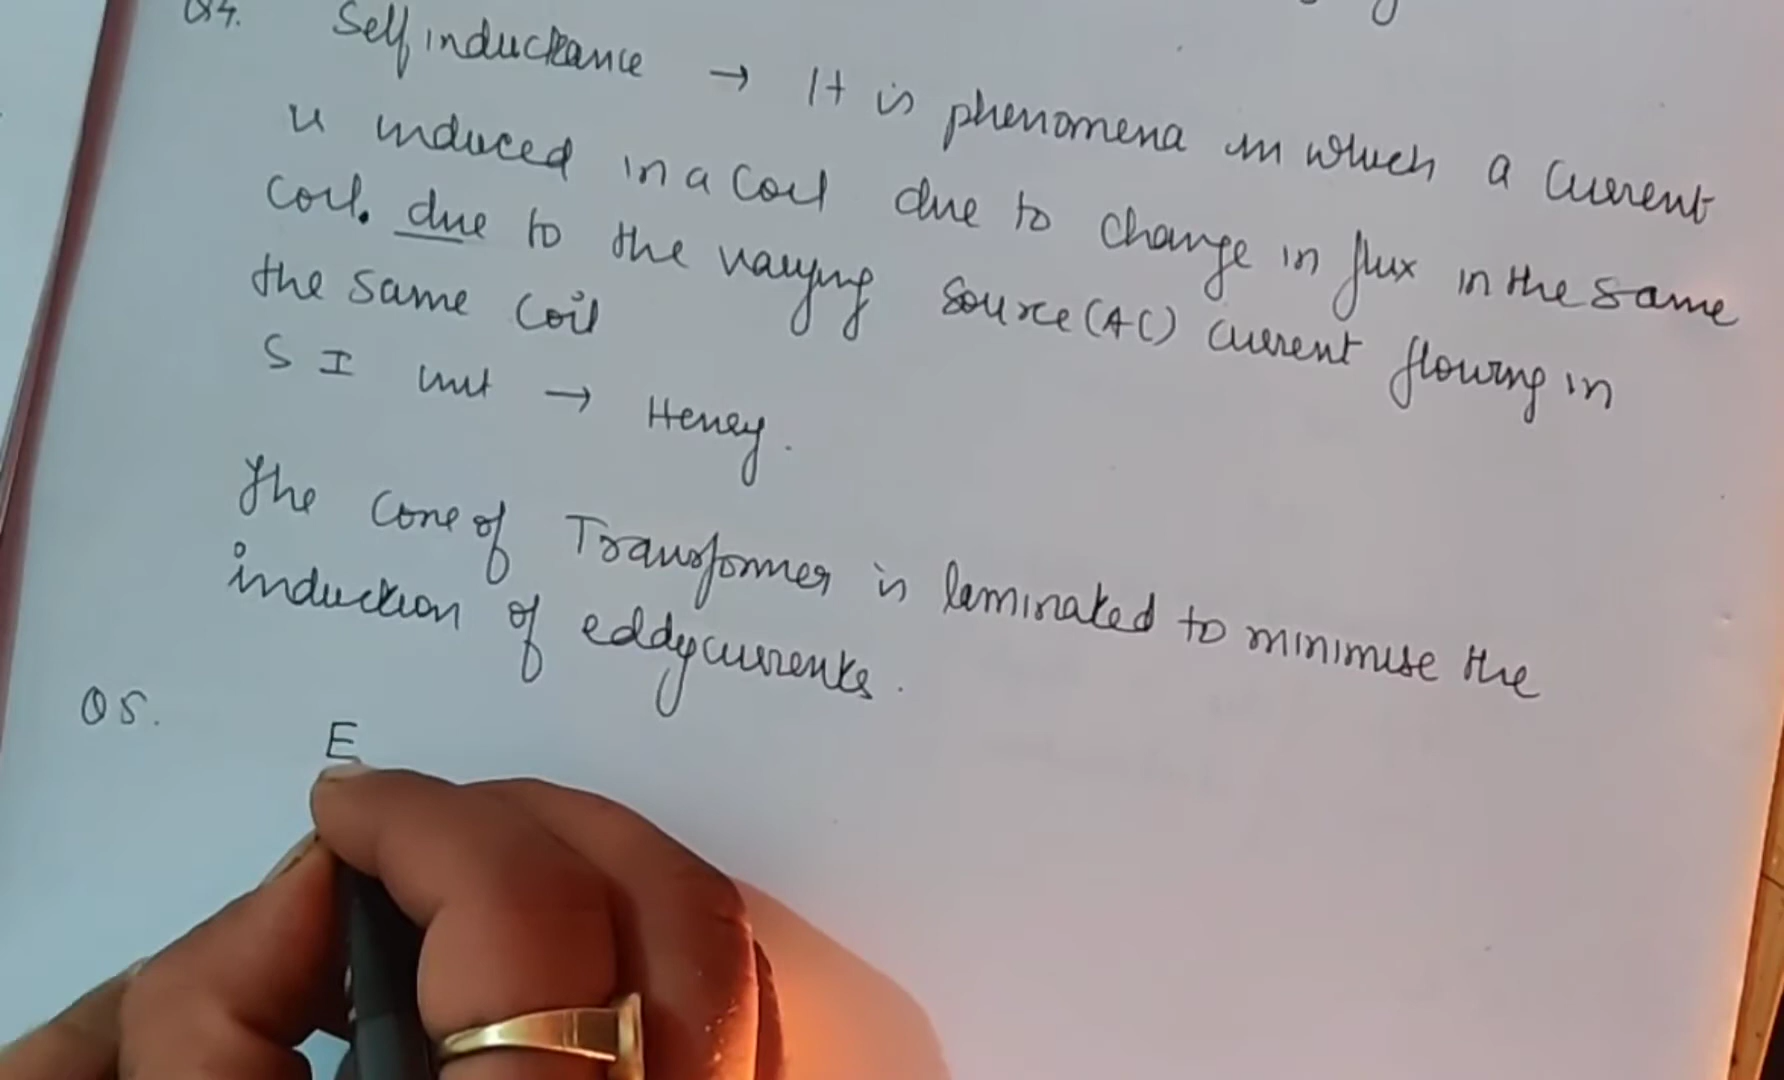 Q4. Self inductance → It is phenomena in which a current
is induced in a coil due to change in flux in the same
coil. due to the varying source (AC) current flowing in
the same coil
S I unit → Henry.
The core of Transformer is laminated to minimise the
induction of eddy currents.
Q5. E